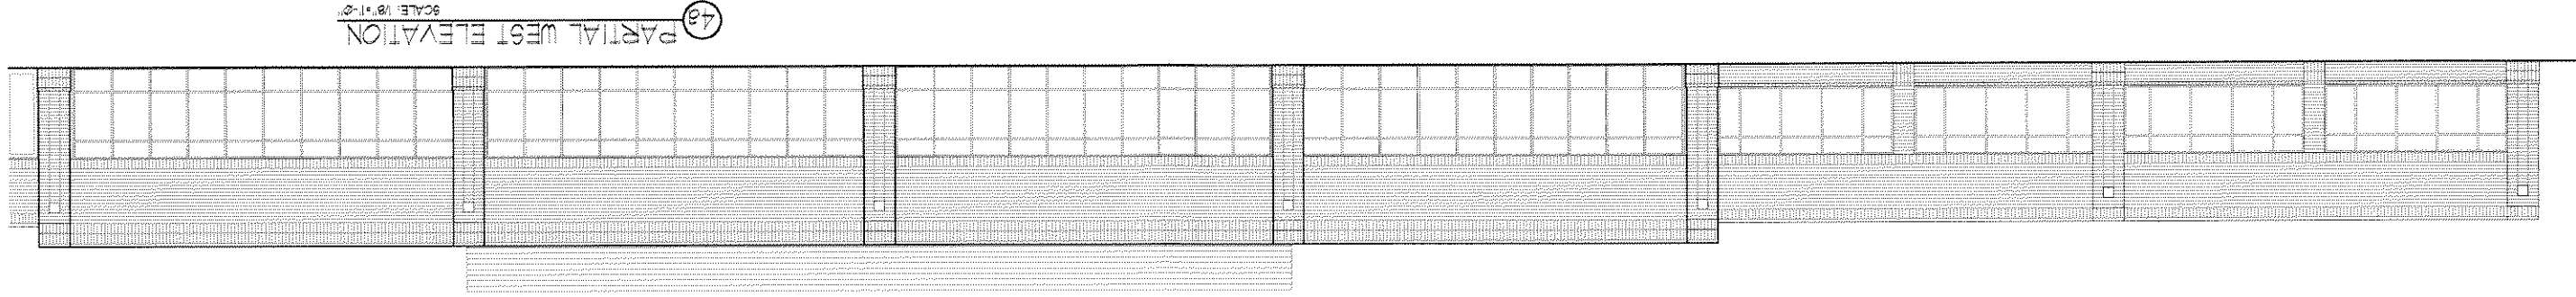 4a
PARTIAL WEST ELEVATION
SCALE: 1/8"=1'-0"